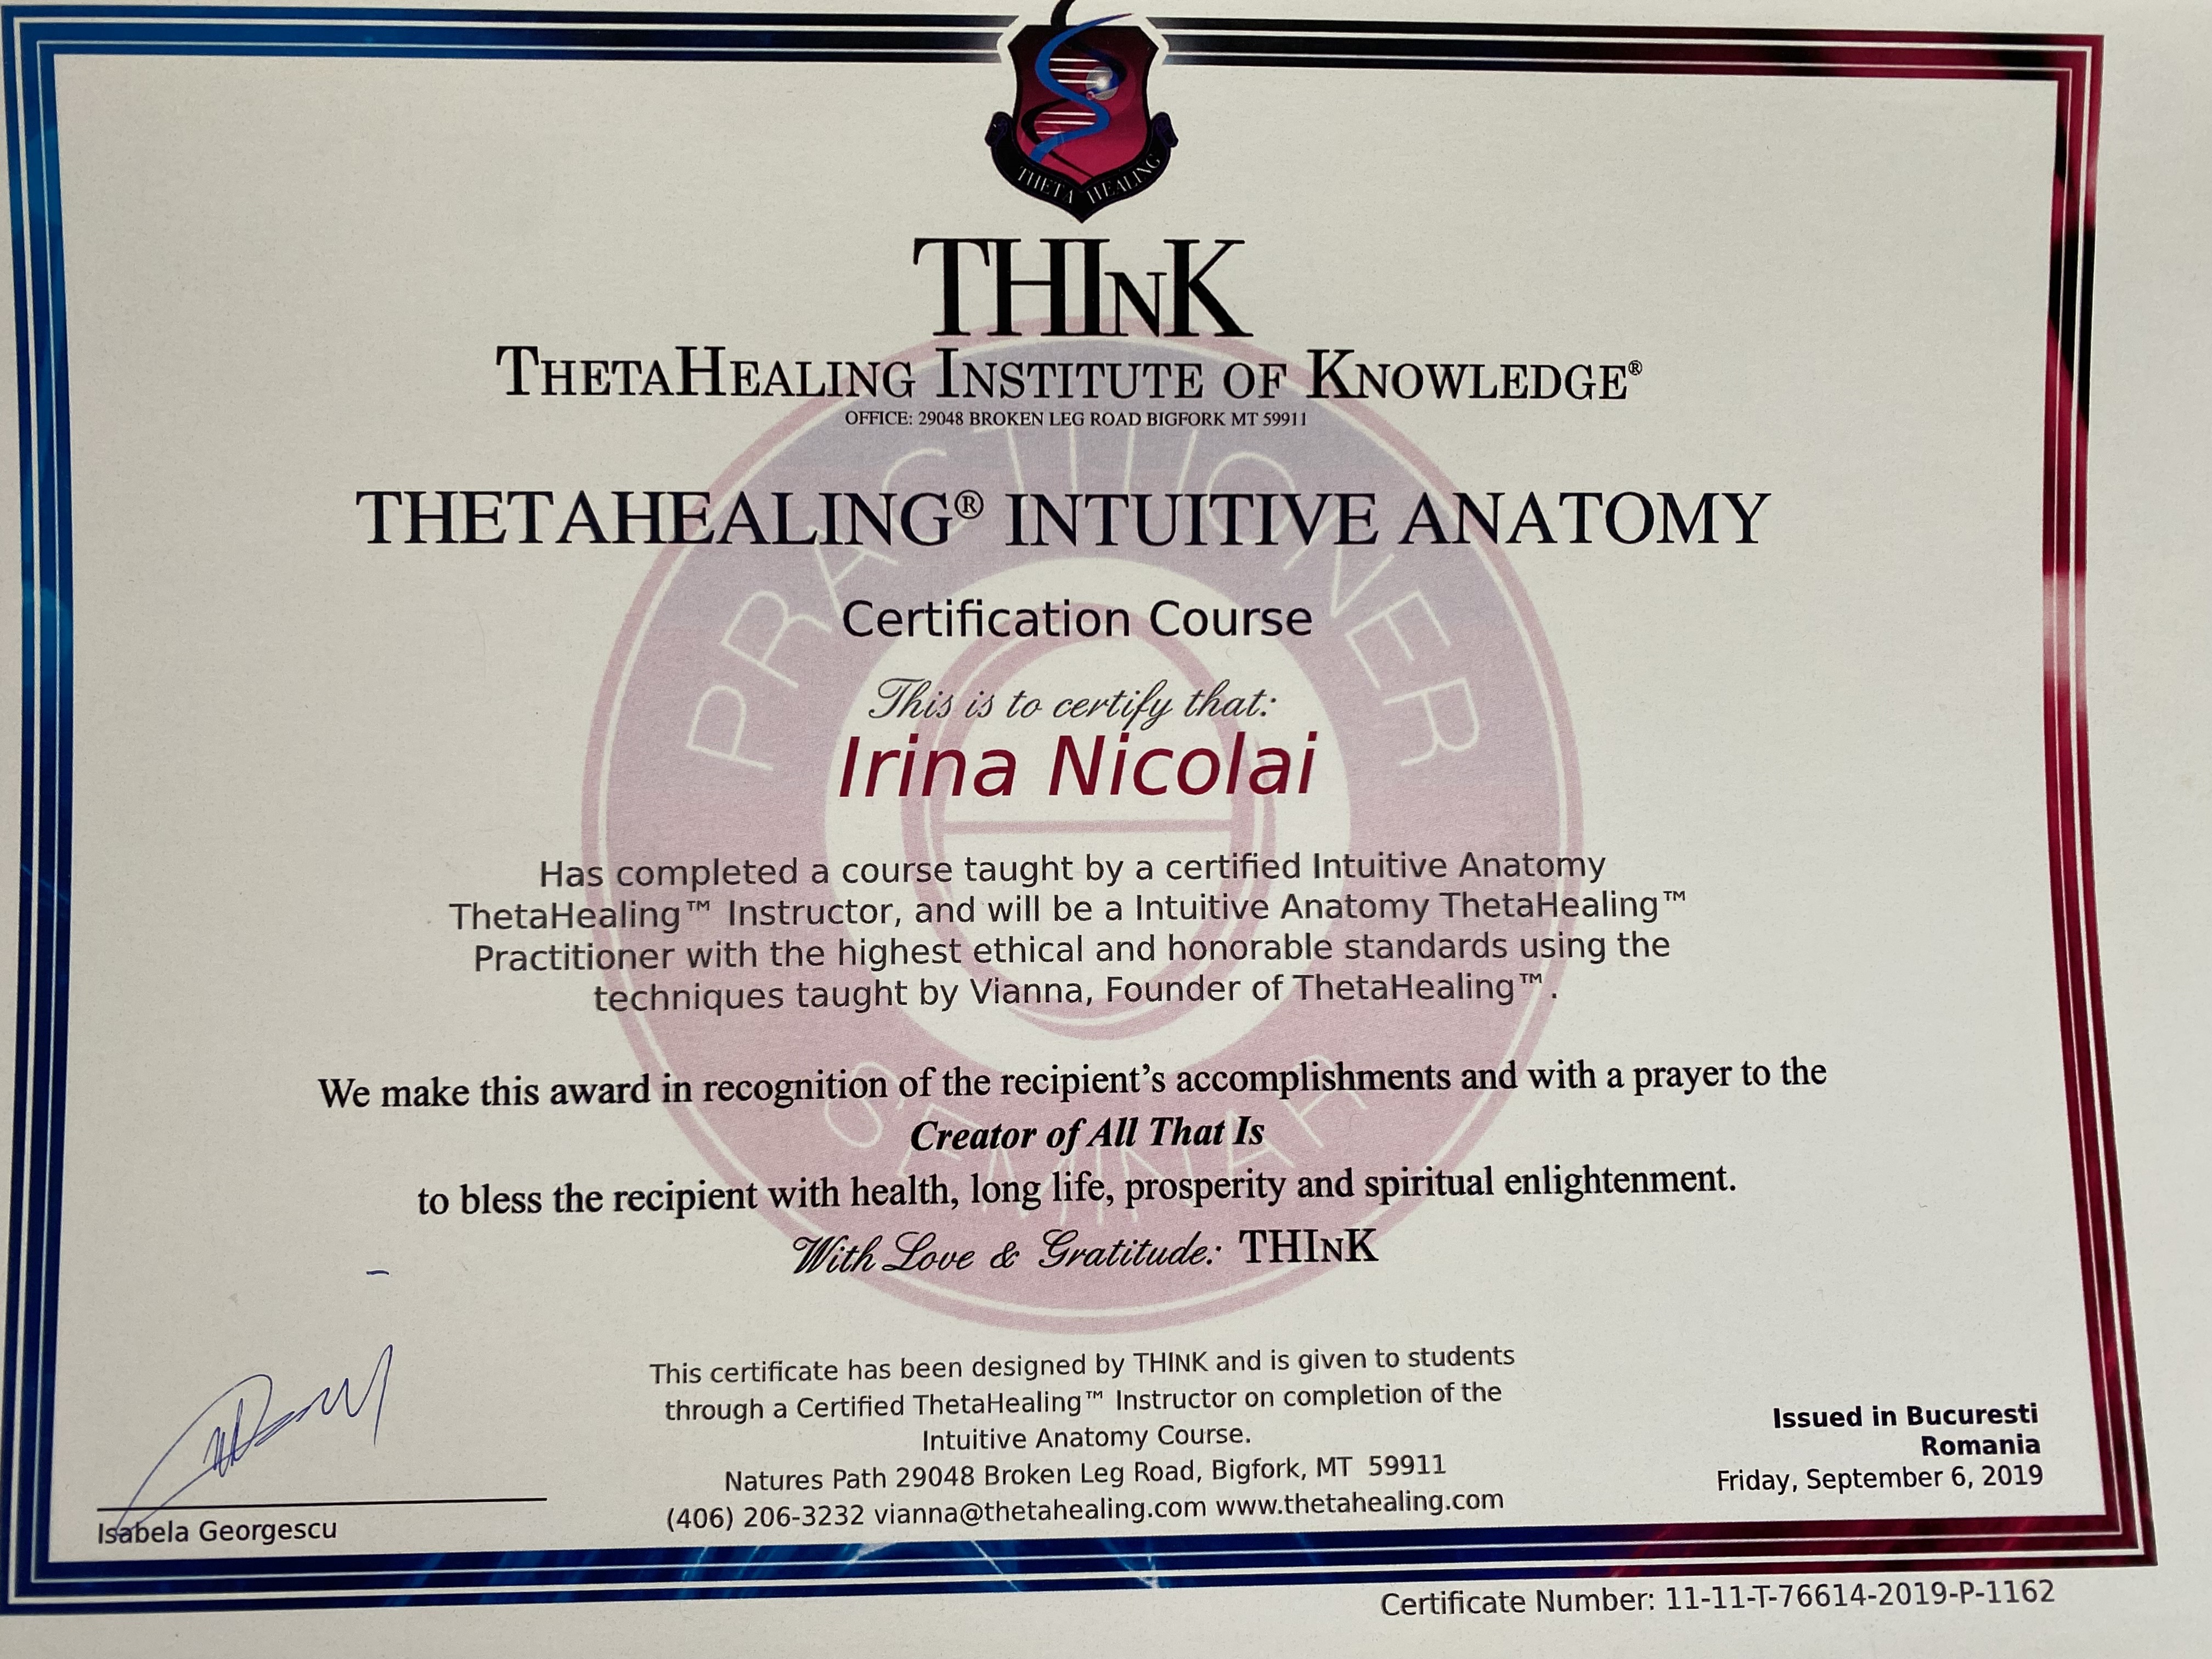 THETA HEALING
THINK
THETAHEALING INSTITUTE OF KNOWLEDGE®
OFFICE: 29048 BROKEN LEG ROAD BIGFORK MT 59911
THETAHEALING® INTUITIVE ANATOMY
PRACTITIONER
Certification Course
This is to certify that:
Irina Nicolai
Has completed a course taught by a certified Intuitive Anatomy
ThetaHealing™ Instructor, and will be a Intuitive Anatomy ThetaHealing™
Practitioner with the highest ethical and honorable standards using the
techniques taught by Vianna, Founder of ThetaHealing™.
We make this award in recognition of the recipient's accomplishments and with a prayer to the
Creator of All That Is
SEMINAR
to bless the recipient with health, long life, prosperity and spiritual enlightenment.
With Love & Gratitude: THINK
This certificate has been designed by THINK and is given to students
through a Certified ThetaHealing™ Instructor on completion of the
Intuitive Anatomy Course.
Natures Path 29048 Broken Leg Road, Bigfork, MT 59911
(406) 206-3232 vianna@thetahealing.com www.thetahealing.com
Isabela Georgescu
Issued in Bucuresti
Romania
Friday, September 6, 2019
Certificate Number: 11-11-T-76614-2019-P-1162